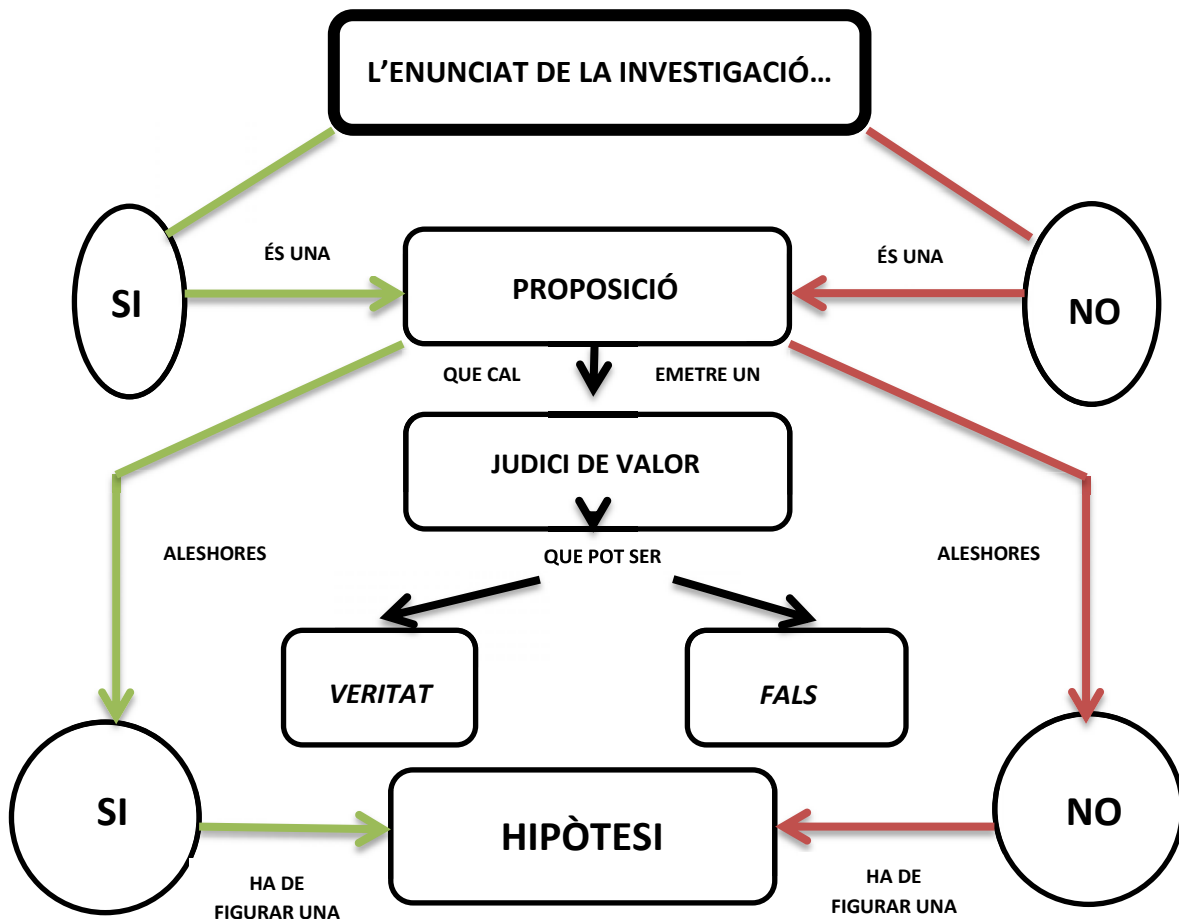 L’ENUNCIAT DE LA INVESTIGACIÓ…
ÉS UNA
ÉS UNA
SI
PROPOSICIÓ
NO
QUE CAL
EMETRE UN
JUDICI DE VALOR
ALESHORES
QUE POT SER
ALESHORES
VERITAT
FALS
SI
HIPÒTESI
NO
HA DE
FIGURAR UNA
HA DE
FIGURAR UNA